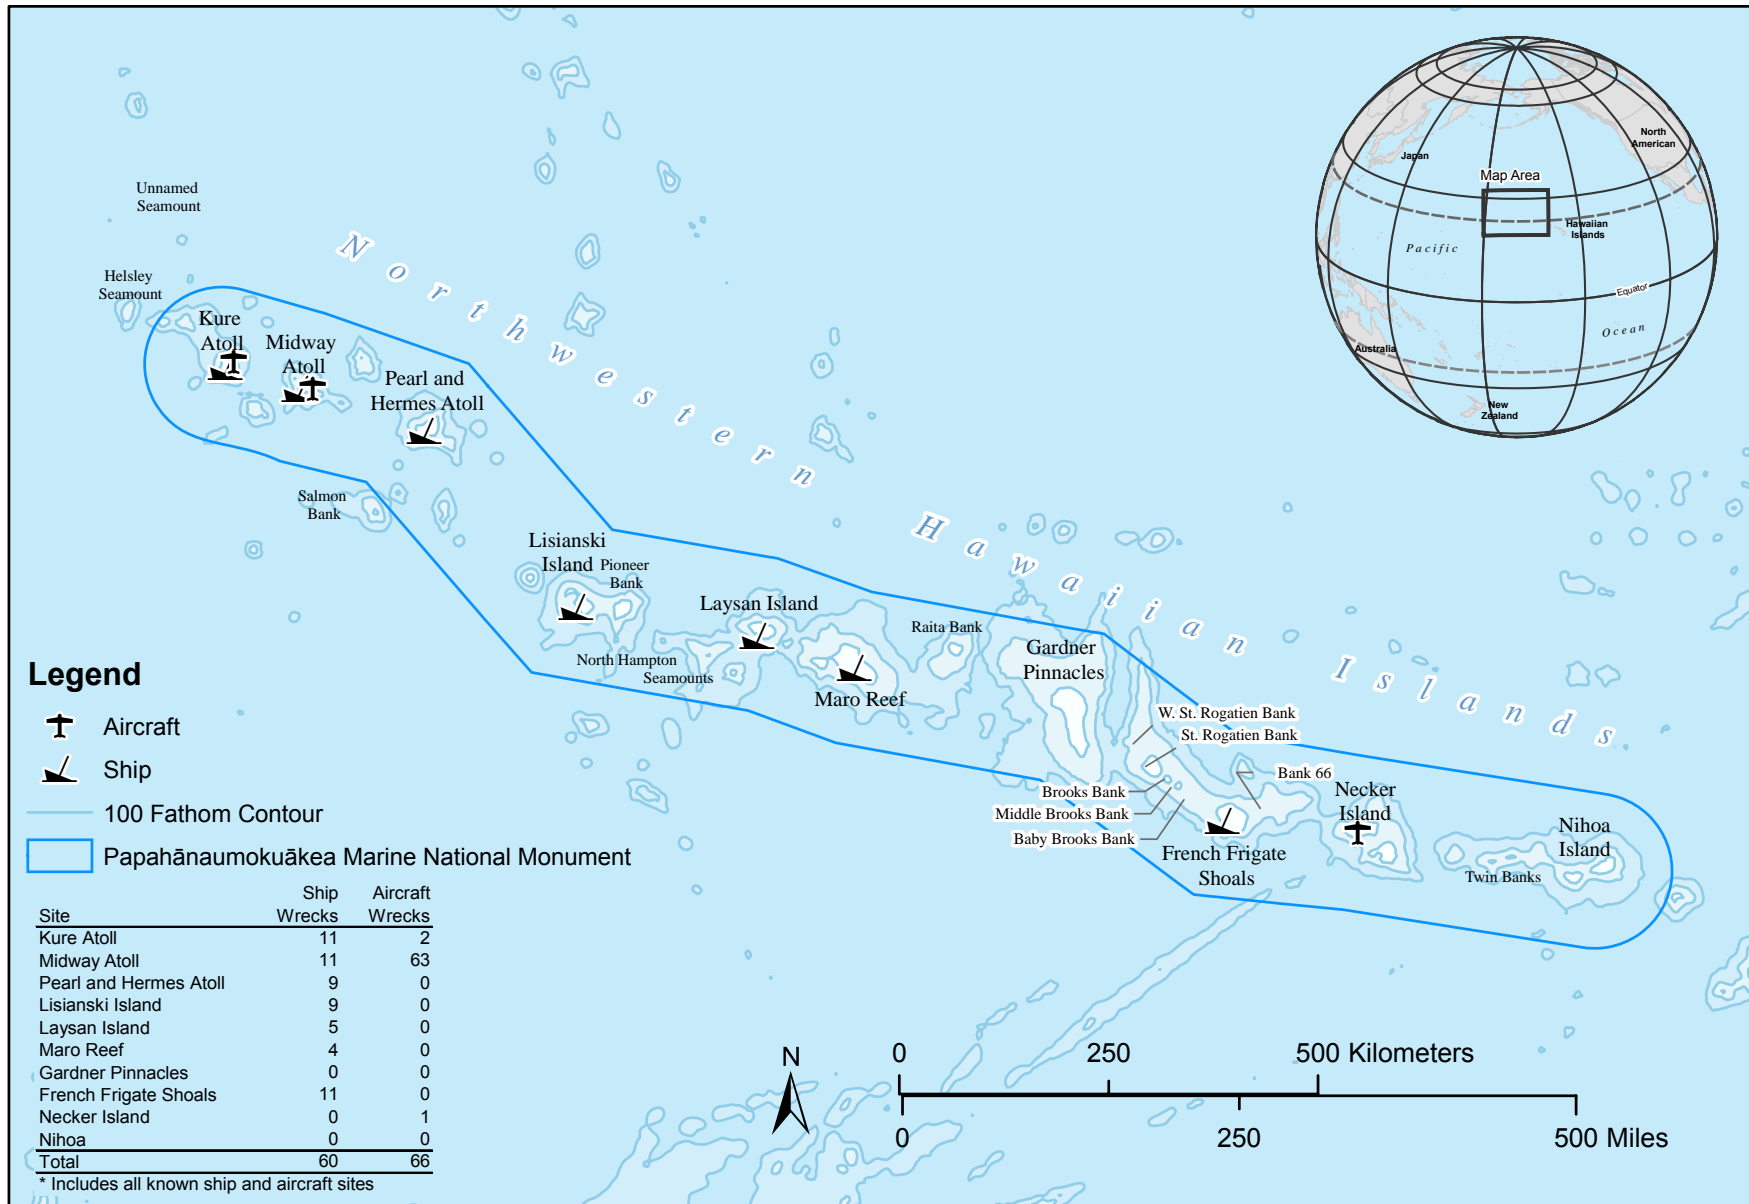 Unnamed
Seamount
Helsley
Seamount
Kure
Atoll
Midway
Atoll
Pearl and
Hermes Atoll
Salmon
Bank
Northwestern Hawaiian Islands
Lisianski
Island
Pioneer
Bank
Laysan Island
North Hampton
Seamounts
Maro Reef
Raita Bank
Gardner
Pinnacles
W. St. Rogatien Bank
St. Rogatien Bank
Brooks Bank
Middle Brooks Bank
Baby Brooks Bank
Bank 66
French Frigate
Shoals
Necker
Island
Nihoa
Island
Twin Banks
Japan
North
American
Map Area
Hawaiian
Islands
Pacific
Equator
Ocean
Australia
New
Zealand
Legend
Aircraft
Ship
100 Fathom Contour
Papahānaumokuākea Marine National Monument
Ship Aircraft
Site Wrecks Wrecks
Kure Atoll 11 2
Midway Atoll 11 63
Pearl and Hermes Atoll 9 0
Lisianski Island 9 0
Laysan Island 5 0
Maro Reef 4 0
Gardner Pinnacles 0 0
French Frigate Shoals 11 0
Necker Island 0 1
Nihoa 0 0
Total 60 66
* Includes all known ship and aircraft sites
N
0 250 500 Kilometers
0 250 500 Miles